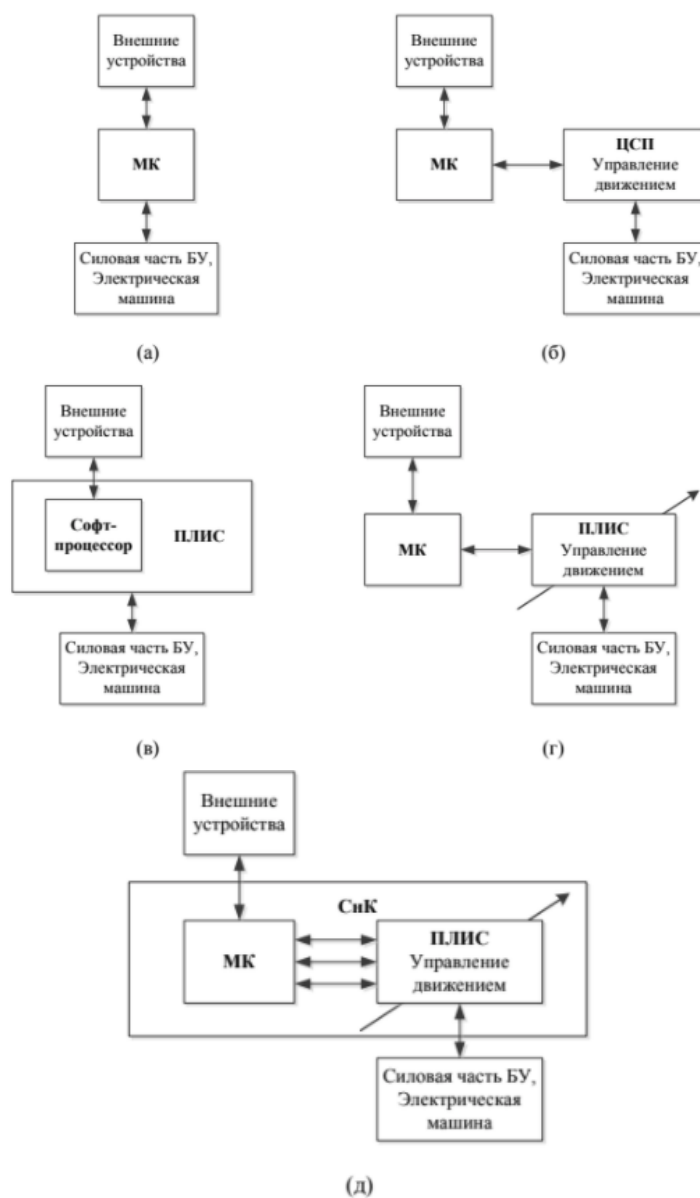 Внешние
устройства
МК
Силовая часть БУ,
Электрическая
машина
(а)
Внешние
устройства
МК
ЦСП
Управление
движением
Силовая часть БУ,
Электрическая
машина
(б)
Внешние
устройства
Софт-
процессор
ПЛИС
Силовая часть БУ,
Электрическая
машина
(в)
Внешние
устройства
МК
ПЛИС
Управление
движением
Силовая часть БУ,
Электрическая
машина
(г)
Внешние
устройства
СнК
МК
ПЛИС
Управление
движением
Силовая часть БУ,
Электрическая
машина
(д)